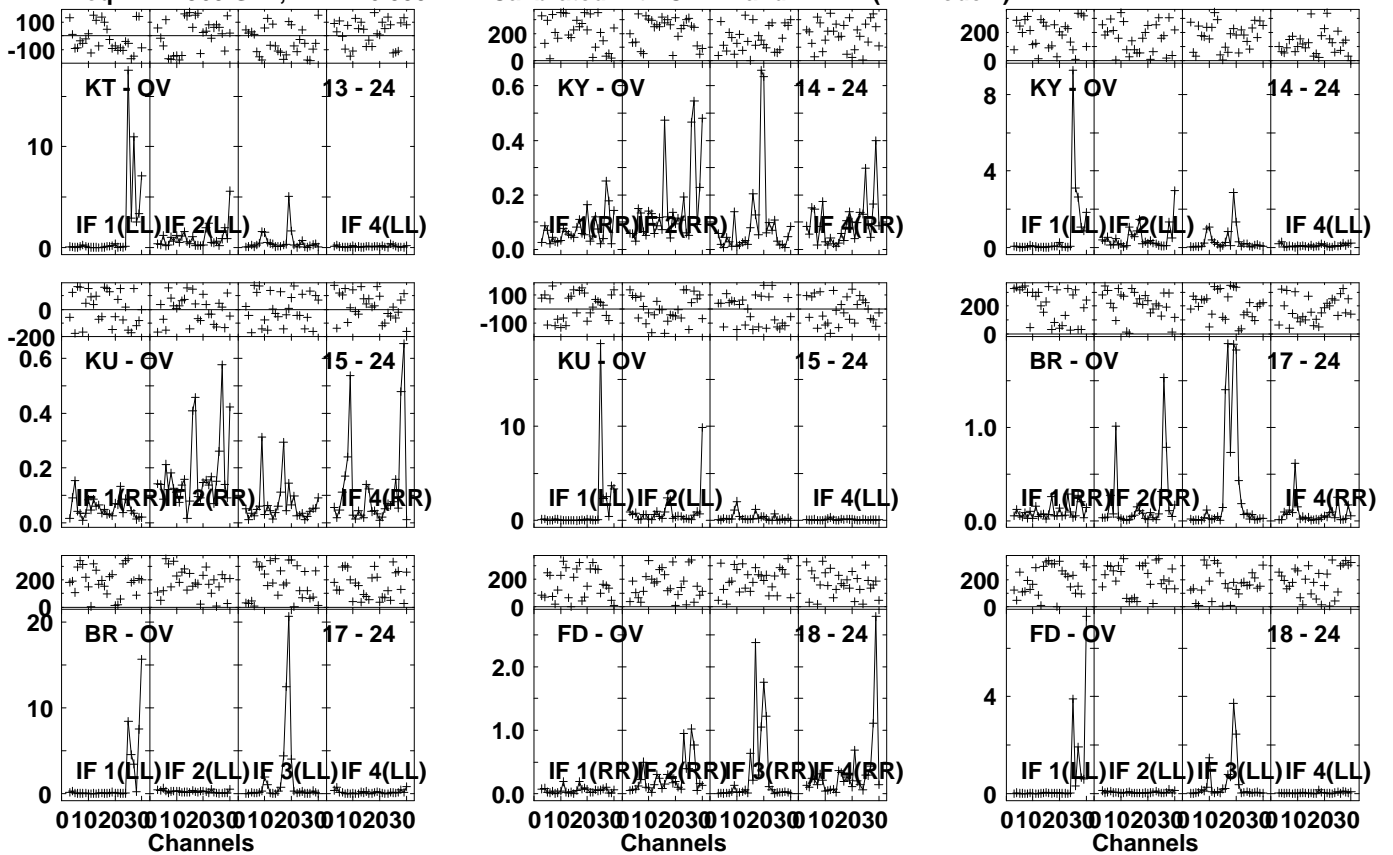 100
-100
KT - OV 13 - 24
10
0
IF 1(LL) IF 2(LL) IF 4(LL)
400
200
0
KY - OV 14 - 24
0.6
0.4
0.2
0.0
IF 1(RR) IF 2(RR) IF 4(RR)
200
0
KY - OV 14 - 24
8
4
0
IF 1(LL) IF 2(LL) IF 4(LL)
0
-200
KU - OV 15 - 24
0.6
0.4
0.2
0.0
IF 1(RR) IF 2(RR) IF 4(RR)
100
-100
KU - OV 15 - 24
10
0
IF 1(LL) IF 2(LL) IF 4(LL)
200
0
BR - OV 17 - 24
1.0
0.0
IF 1(RR) IF 2(RR) IF 4(RR)
200
0
BR - OV 17 - 24
20
10
0
IF 1(LL) IF 2(LL) IF 3(LL) IF 4(LL)
0102030 0102030 0102030 0102030
Channels
200
0
FD - OV 18 - 24
2.0
1.0
0.0
IF 1(RR) IF 2(RR) IF 3(RR) IF 4(RR)
200
0
FD - OV 18 - 24
4
0
IF 1(LL) IF 2(LL) IF 3(LL) IF 4(LL)
0102030 0102030 0102030 0102030
Channels